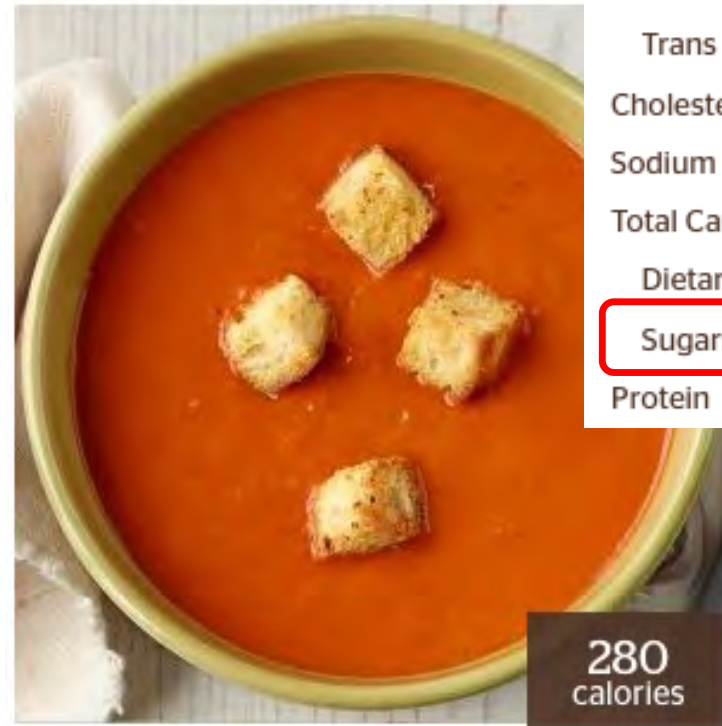 Trans
Choleste
Sodium
Total Ca
Dietar
Sugar
Protein
280
calories